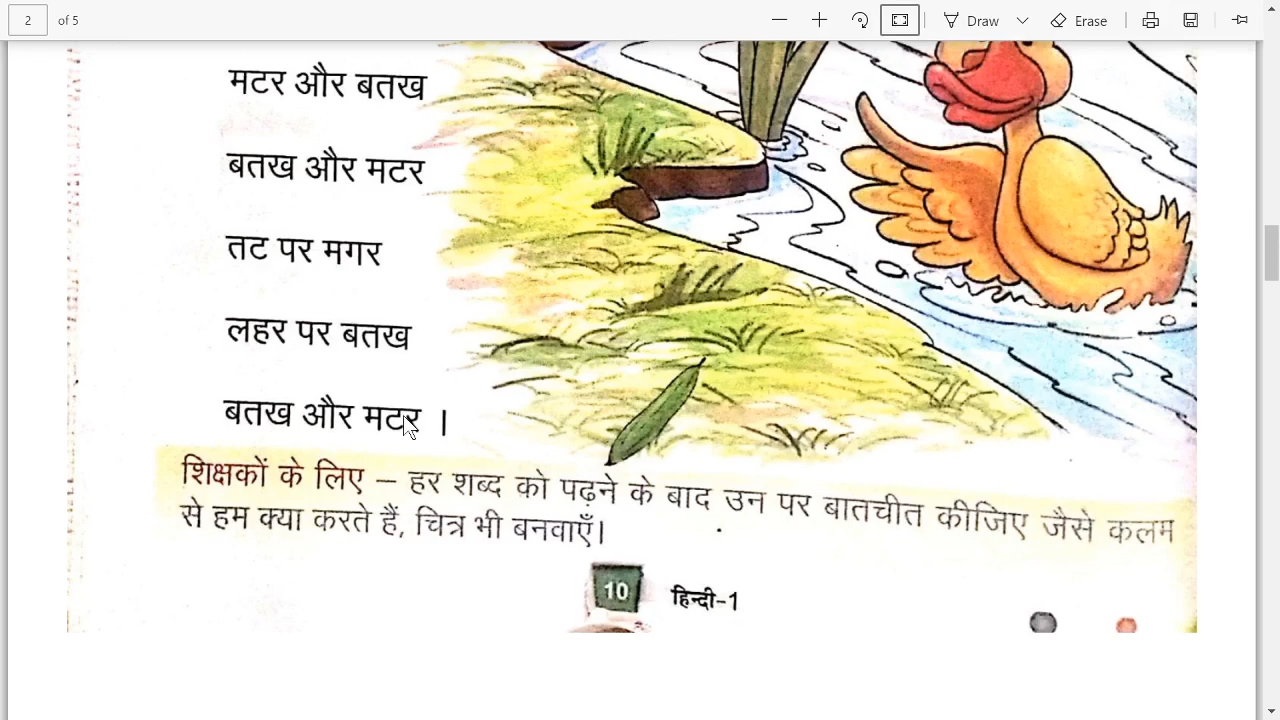 2 of 5 Draw Erase
मटर और बतख
बतख और मटर
तट पर मगर
लहर पर बतख
बतख और मटर ।
शिक्षकों के लिए – हर शब्द को पढ़ने के बाद उन पर बातचीत कीजिए जैसे कलम
से हम क्या करते हैं, चित्र भी बनवाएँ।
10 हिन्दी-1